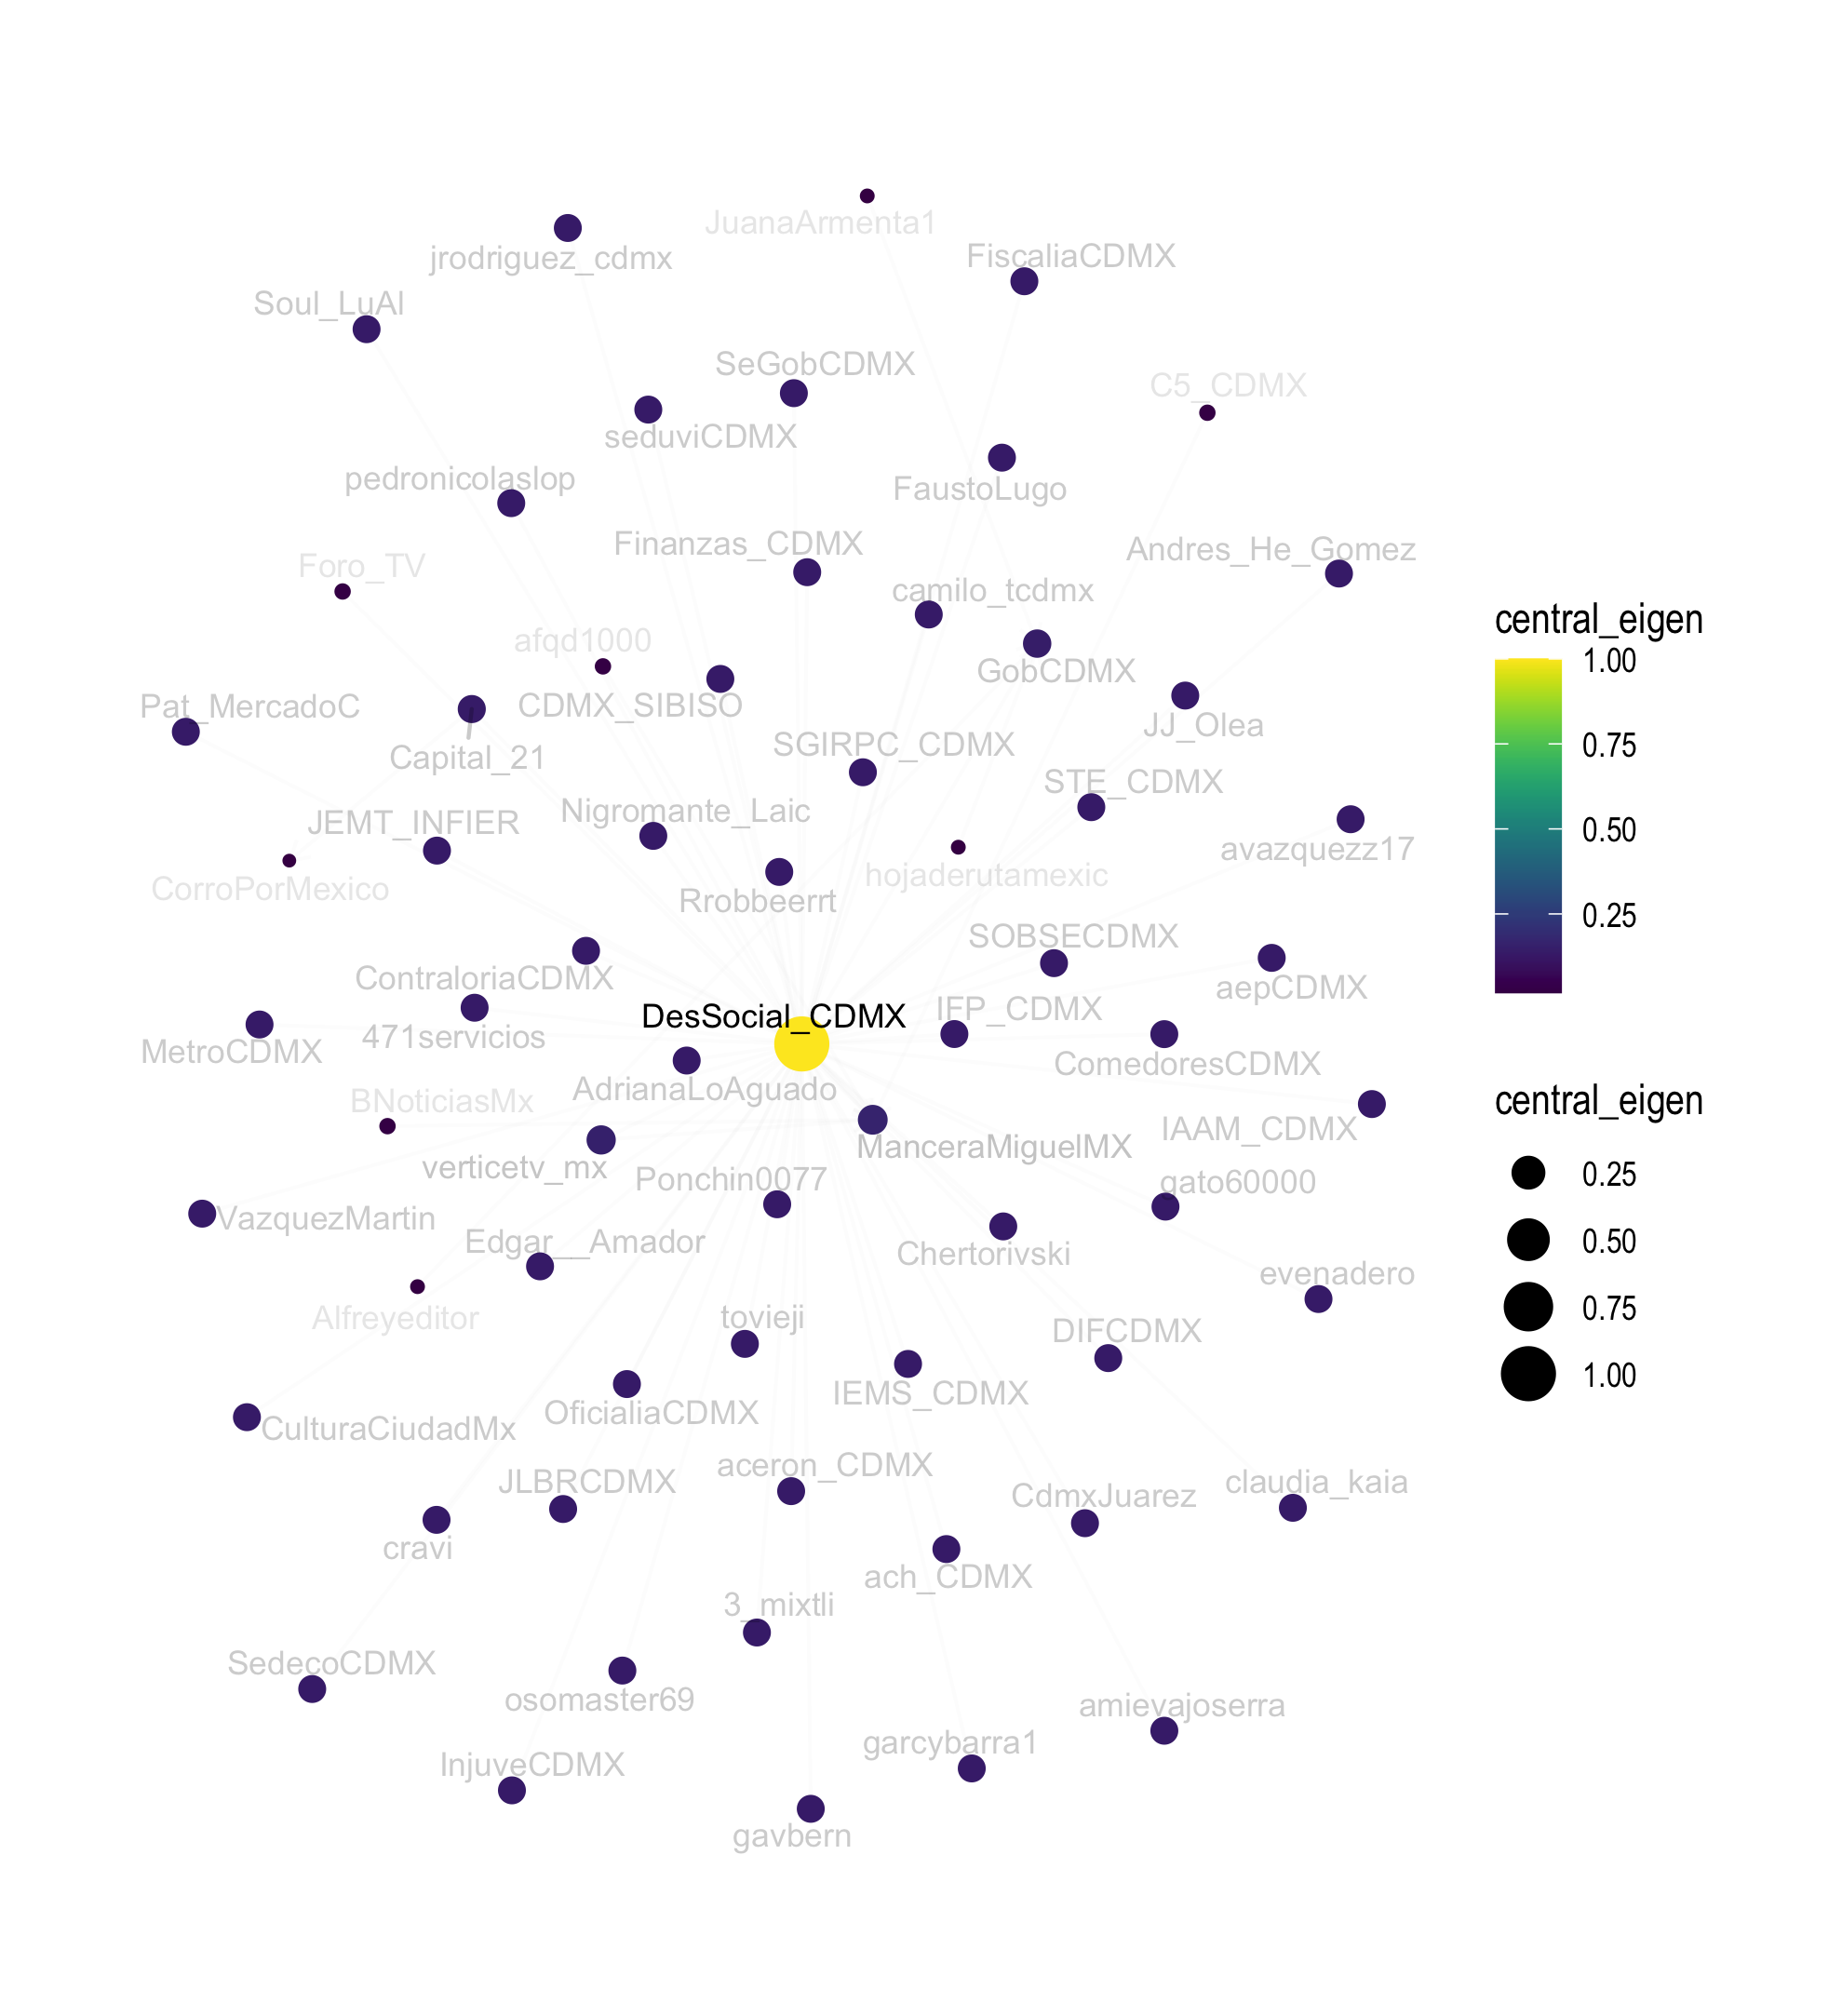 JuanaArmenta1
jrodriguez_cdmx
FiscaliaCDMX
Soul_LuAl
SeGobCDMX
C5_CDMX
seduviCDMX
pedronicolaslop
FaustoLugo
Finanzas_CDMX
Andres_He_Gomez
Foro_TV
camilo_tcdmx
afqd1000
GobCDMX
Pat_MercadoC
CDMX_SIBISO
JJ_Olea
Capital_21
SGIRPC_CDMX
STE_CDMX
Nigromante_Laic
JEMT_INFIER
avazquezz17
CorroPorMexico
hojaderutamexic
Rrobbeerrt
SOBSECDMX
ContraloriaCDMX
aepCDMX
IFP_CDMX
DesSocial_CDMX
471servicios
MetroCDMX
ComedoresCDMX
AdrianaLoAguado
BNoticiasMx
IAAM_CDMX
ManceraMiguelMX
verticetv_mx
Ponchin0077
gato60000
VazquezMartin
Edgar__Amador
Chertorivski
evenadero
Alfreyeditor
tovieji
DIFCDMX
IEMS_CDMX
OficialiaCDMX
CulturaCiudadMx
aceron_CDMX
JLBRCDMX
claudia_kaia
CdmxJuarez
cravi
ach_CDMX
3_mixtli
SedecoCDMX
osomaster69
amievajoserra
garcybarra1
InjuveCDMX
gavbern
central_eigen
1.00
0.75
0.50
0.25
central_eigen
0.25
0.50
0.75
1.00